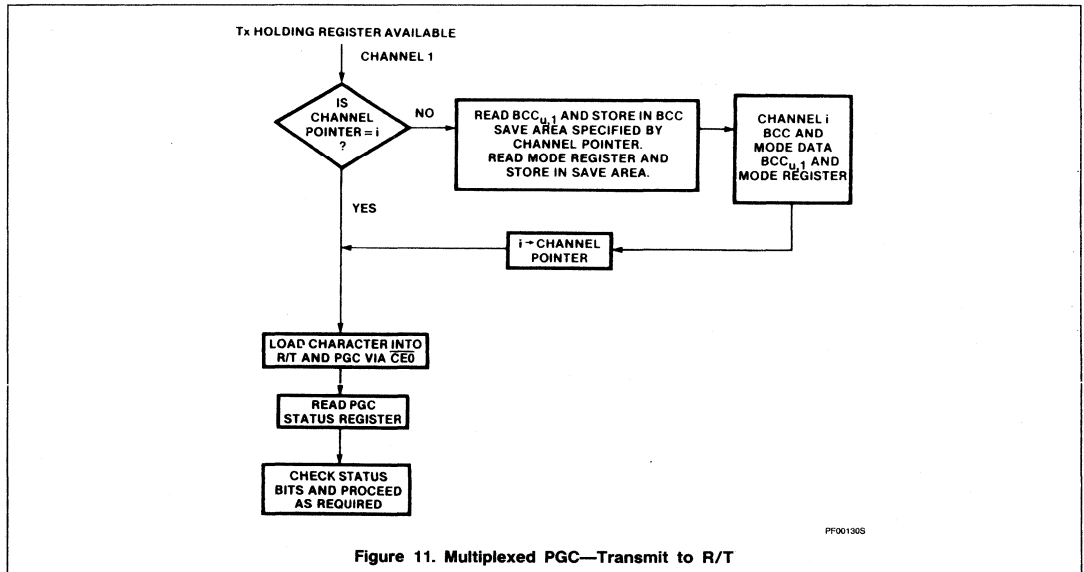 Tx HOLDING REGISTER AVAILABLE
CHANNEL 1
IS
CHANNEL
POINTER = i
?
NO
READ BCCu,1 AND STORE IN BCC
SAVE AREA SPECIFIED BY
CHANNEL POINTER.
READ MODE REGISTER AND
STORE IN SAVE AREA.
CHANNEL i
BCC AND
MODE DATA
BCCu,1 AND
MODE REGISTER
YES
i→CHANNEL
POINTER
LOAD CHARACTER INTO
R/T AND PGC VIA C̅E̅0̅
READ PGC
STATUS REGISTER
CHECK STATUS
BITS AND PROCEED
AS REQUIRED
PF00130S
Figure 11. Multiplexed PGC—Transmit to R/T